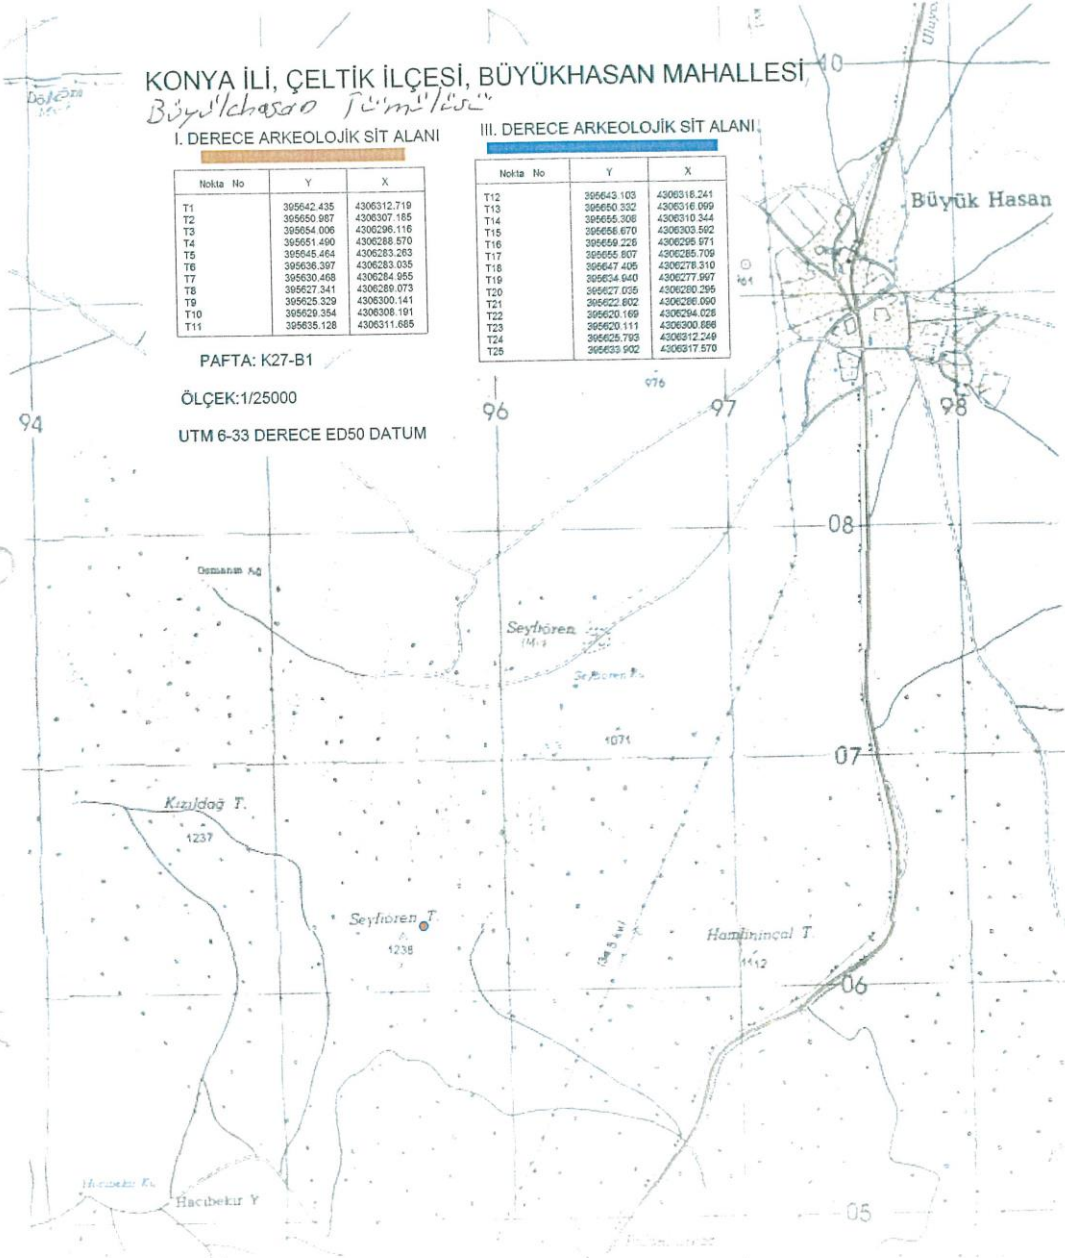 KONYA İLİ, ÇELTİK İLÇESİ, BÜYÜKHASAN MAHALLESİ
Büyükhasan Tümülüsü
I. DERECE ARKEOLOJİK SİT ALANI
Nokta No Y X
T1 395642.435 4306312.719
T2 395650.987 4306307.185
T3 395654.006 4306296.116
T4 395651.490 4306288.570
T5 395645.464 4306283.263
T6 395636.397 4306283.035
T7 395630.468 4306284.955
T8 395627.341 4306289.073
T9 395625.329 4306300.141
T10 395629.354 4306308.191
T11 395635.128 4306311.685
III. DERECE ARKEOLOJİK SİT ALANI
Nokta No Y X
T12 395643.103 4306318.241
T13 395650.332 4306316.099
T14 395655.308 4306310.344
T15 395658.670 4306303.592
T16 395659.226 4306295.971
T17 395655.807 4306285.709
T18 395647.405 4306278.310
T19 395634.940 4306277.997
T20 395627.035 4306280.295
T21 395622.802 4306286.090
T22 395620.169 4306294.028
T23 395620.111 4306300.886
T24 395625.793 4306312.249
T25 395633.902 4306317.570
PAFTA: K27-B1
ÖLÇEK:1/25000
UTM 6-33 DERECE ED50 DATUM
10
Büyük Hasan
976
94
96
97
98
08
Osmanın Ağ
Seyfiören
Seyfiören
1071
07
Kızıldağ T.
1237
Seyfiören T.
1238
Hamlıninçal T.
1112
06
Hacıbekir Y
05